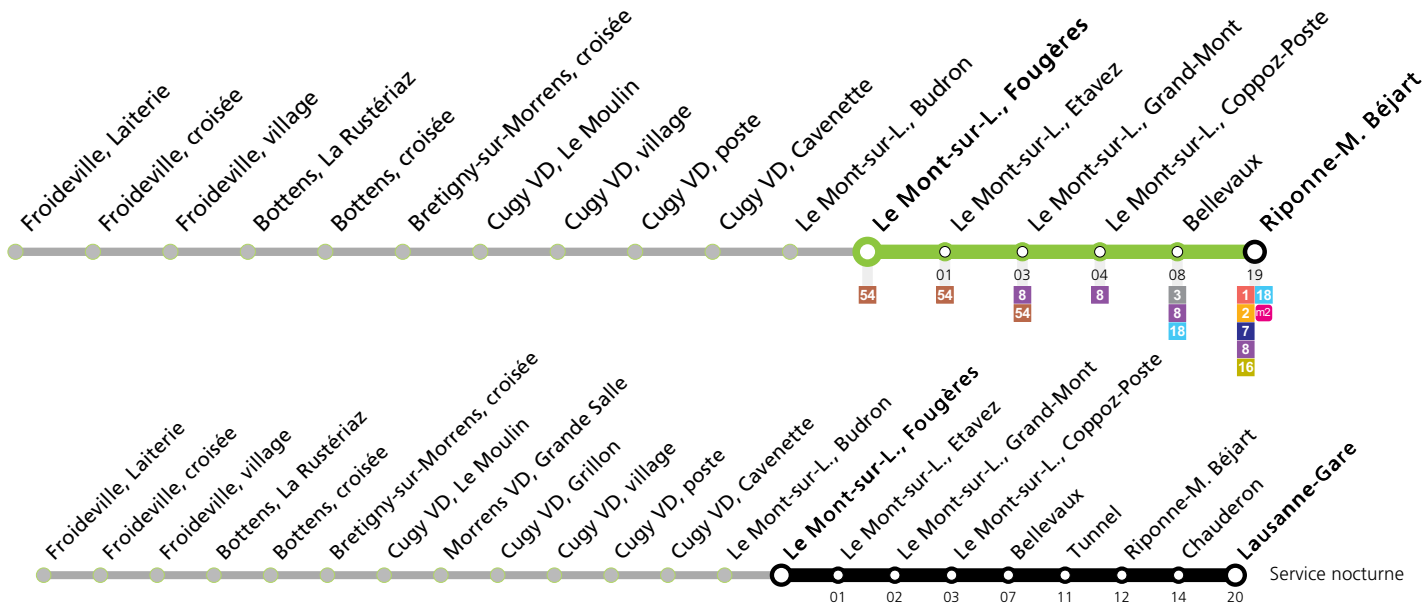 Froideville, Laiterie
Froideville, croisée
Froideville, village
Bottens, La Rustériaz
Bottens, croisée
Bretigny-sur-Morrens, croisée
Cugy VD, Le Moulin
Cugy VD, village
Cugy VD, poste
Cugy VD, Cavenette
Le Mont-sur-L., Budron
Le Mont-sur-L., Fougères
Le Mont-sur-L., Etavez
Le Mont-sur-L., Grand-Mont
Le Mont-sur-L., Coppoz-Poste
Bellevaux
Riponne-M. Béjart
01 03 04 08 19
54 54 8 8 3 1 18
54 8 2 m2
18 7
8
16
Froideville, Laiterie
Froideville, croisée
Froideville, village
Bottens, La Rustériaz
Bottens, croisée
Bretigny-sur-Morrens, croisée
Cugy VD, Le Moulin
Morrens VD, Grande Salle
Cugy VD, Grillon
Cugy VD, village
Cugy VD, poste
Cugy VD, Cavenette
Le Mont-sur-L., Budron
Le Mont-sur-L., Fougères
Le Mont-sur-L., Etavez
Le Mont-sur-L., Grand-Mont
Le Mont-sur-L., Coppoz-Poste
Bellevaux
Tunnel
Riponne-M. Béjart
Chauderon
Lausanne-Gare
Service nocturne
01 02 03 07 11 12 14 20